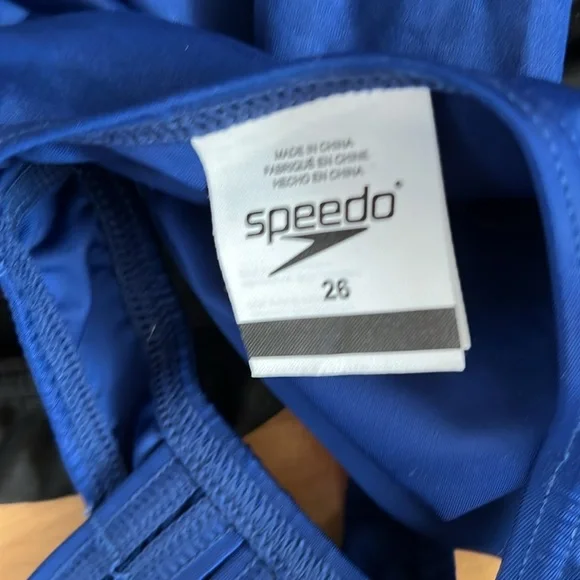 MADE IN CHINA
FABRIQUÉ EN CHINE
HECHO EN CHINA
speedo®
26